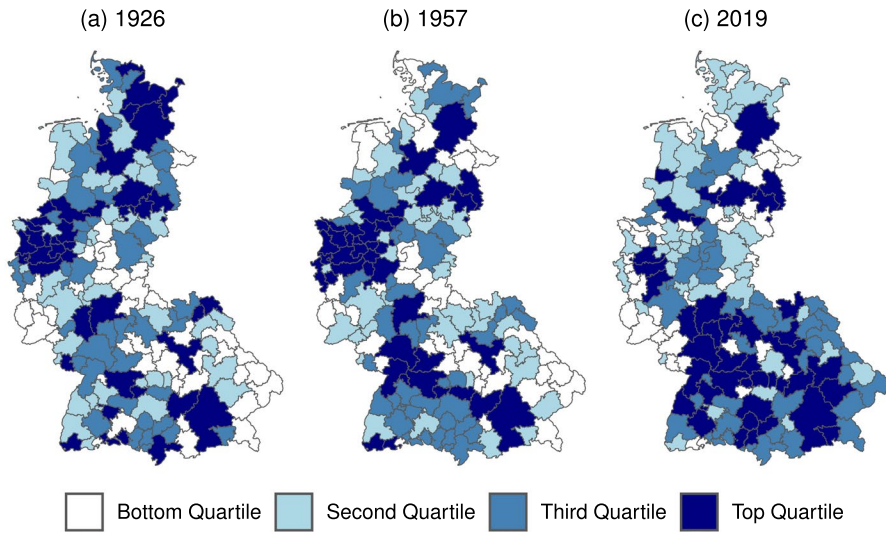 (a) 1926
(b) 1957
(c) 2019
Bottom Quartile
Second Quartile
Third Quartile
Top Quartile